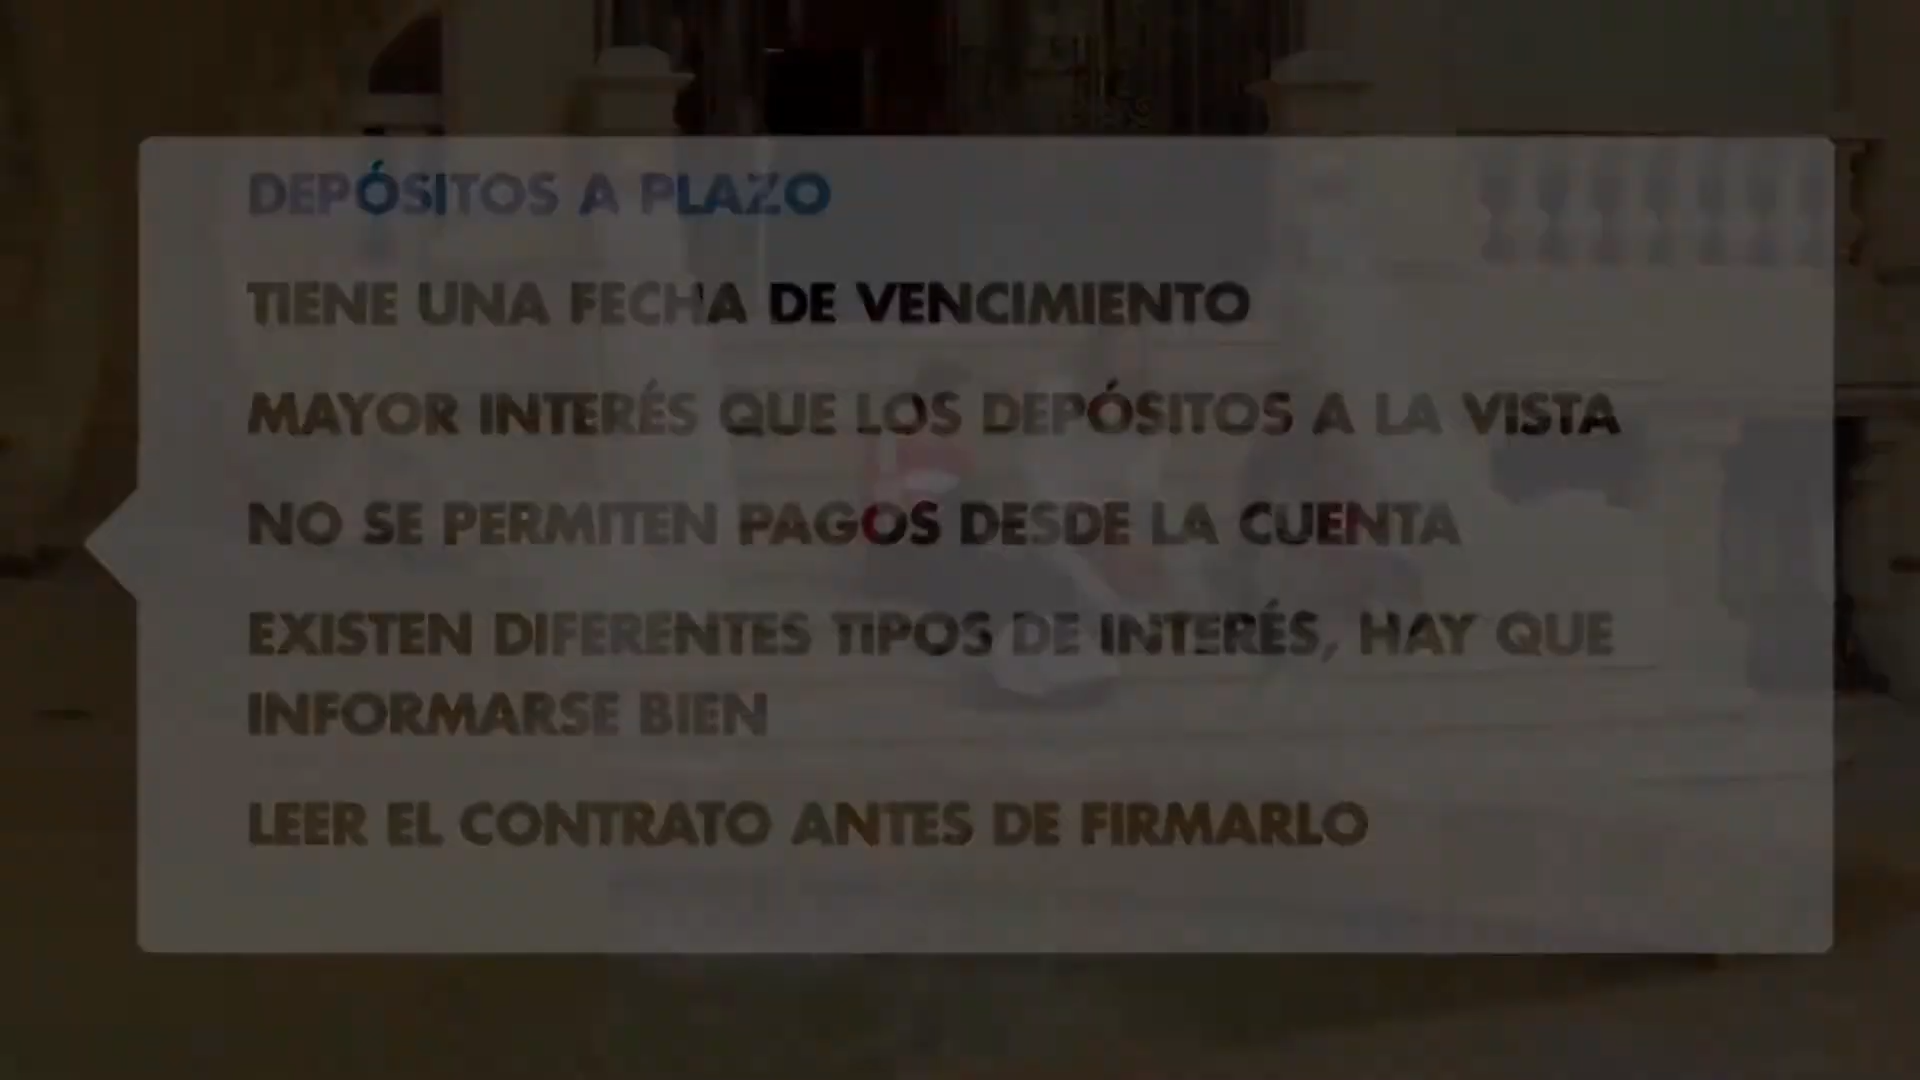 DEPÓSITOS A PLAZO
TIENE UNA FECHA DE VENCIMIENTO
MAYOR INTERÉS QUE LOS DEPÓSITOS A LA VISTA
NO SE PERMITEN PAGOS DESDE LA CUENTA
EXISTEN DIFERENTES TIPOS DE INTERÉS, HAY QUE
INFORMARSE BIEN
LEER EL CONTRATO ANTES DE FIRMARLO